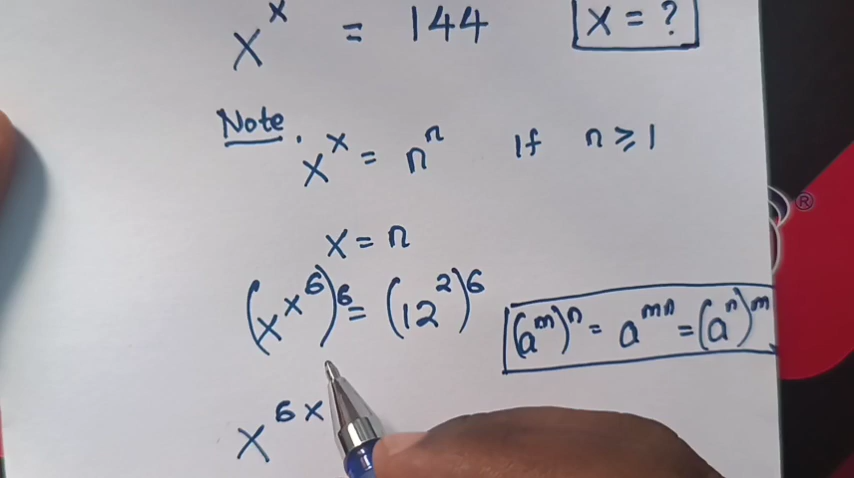 x^x = 144 x = ?
Note. x^x = n^n If n ≥ 1
x = n
(x^{x^6})^6 = (12^2)^6 (a^m)^n = a^{mn} = (a^n)^m
x^{6x}
®